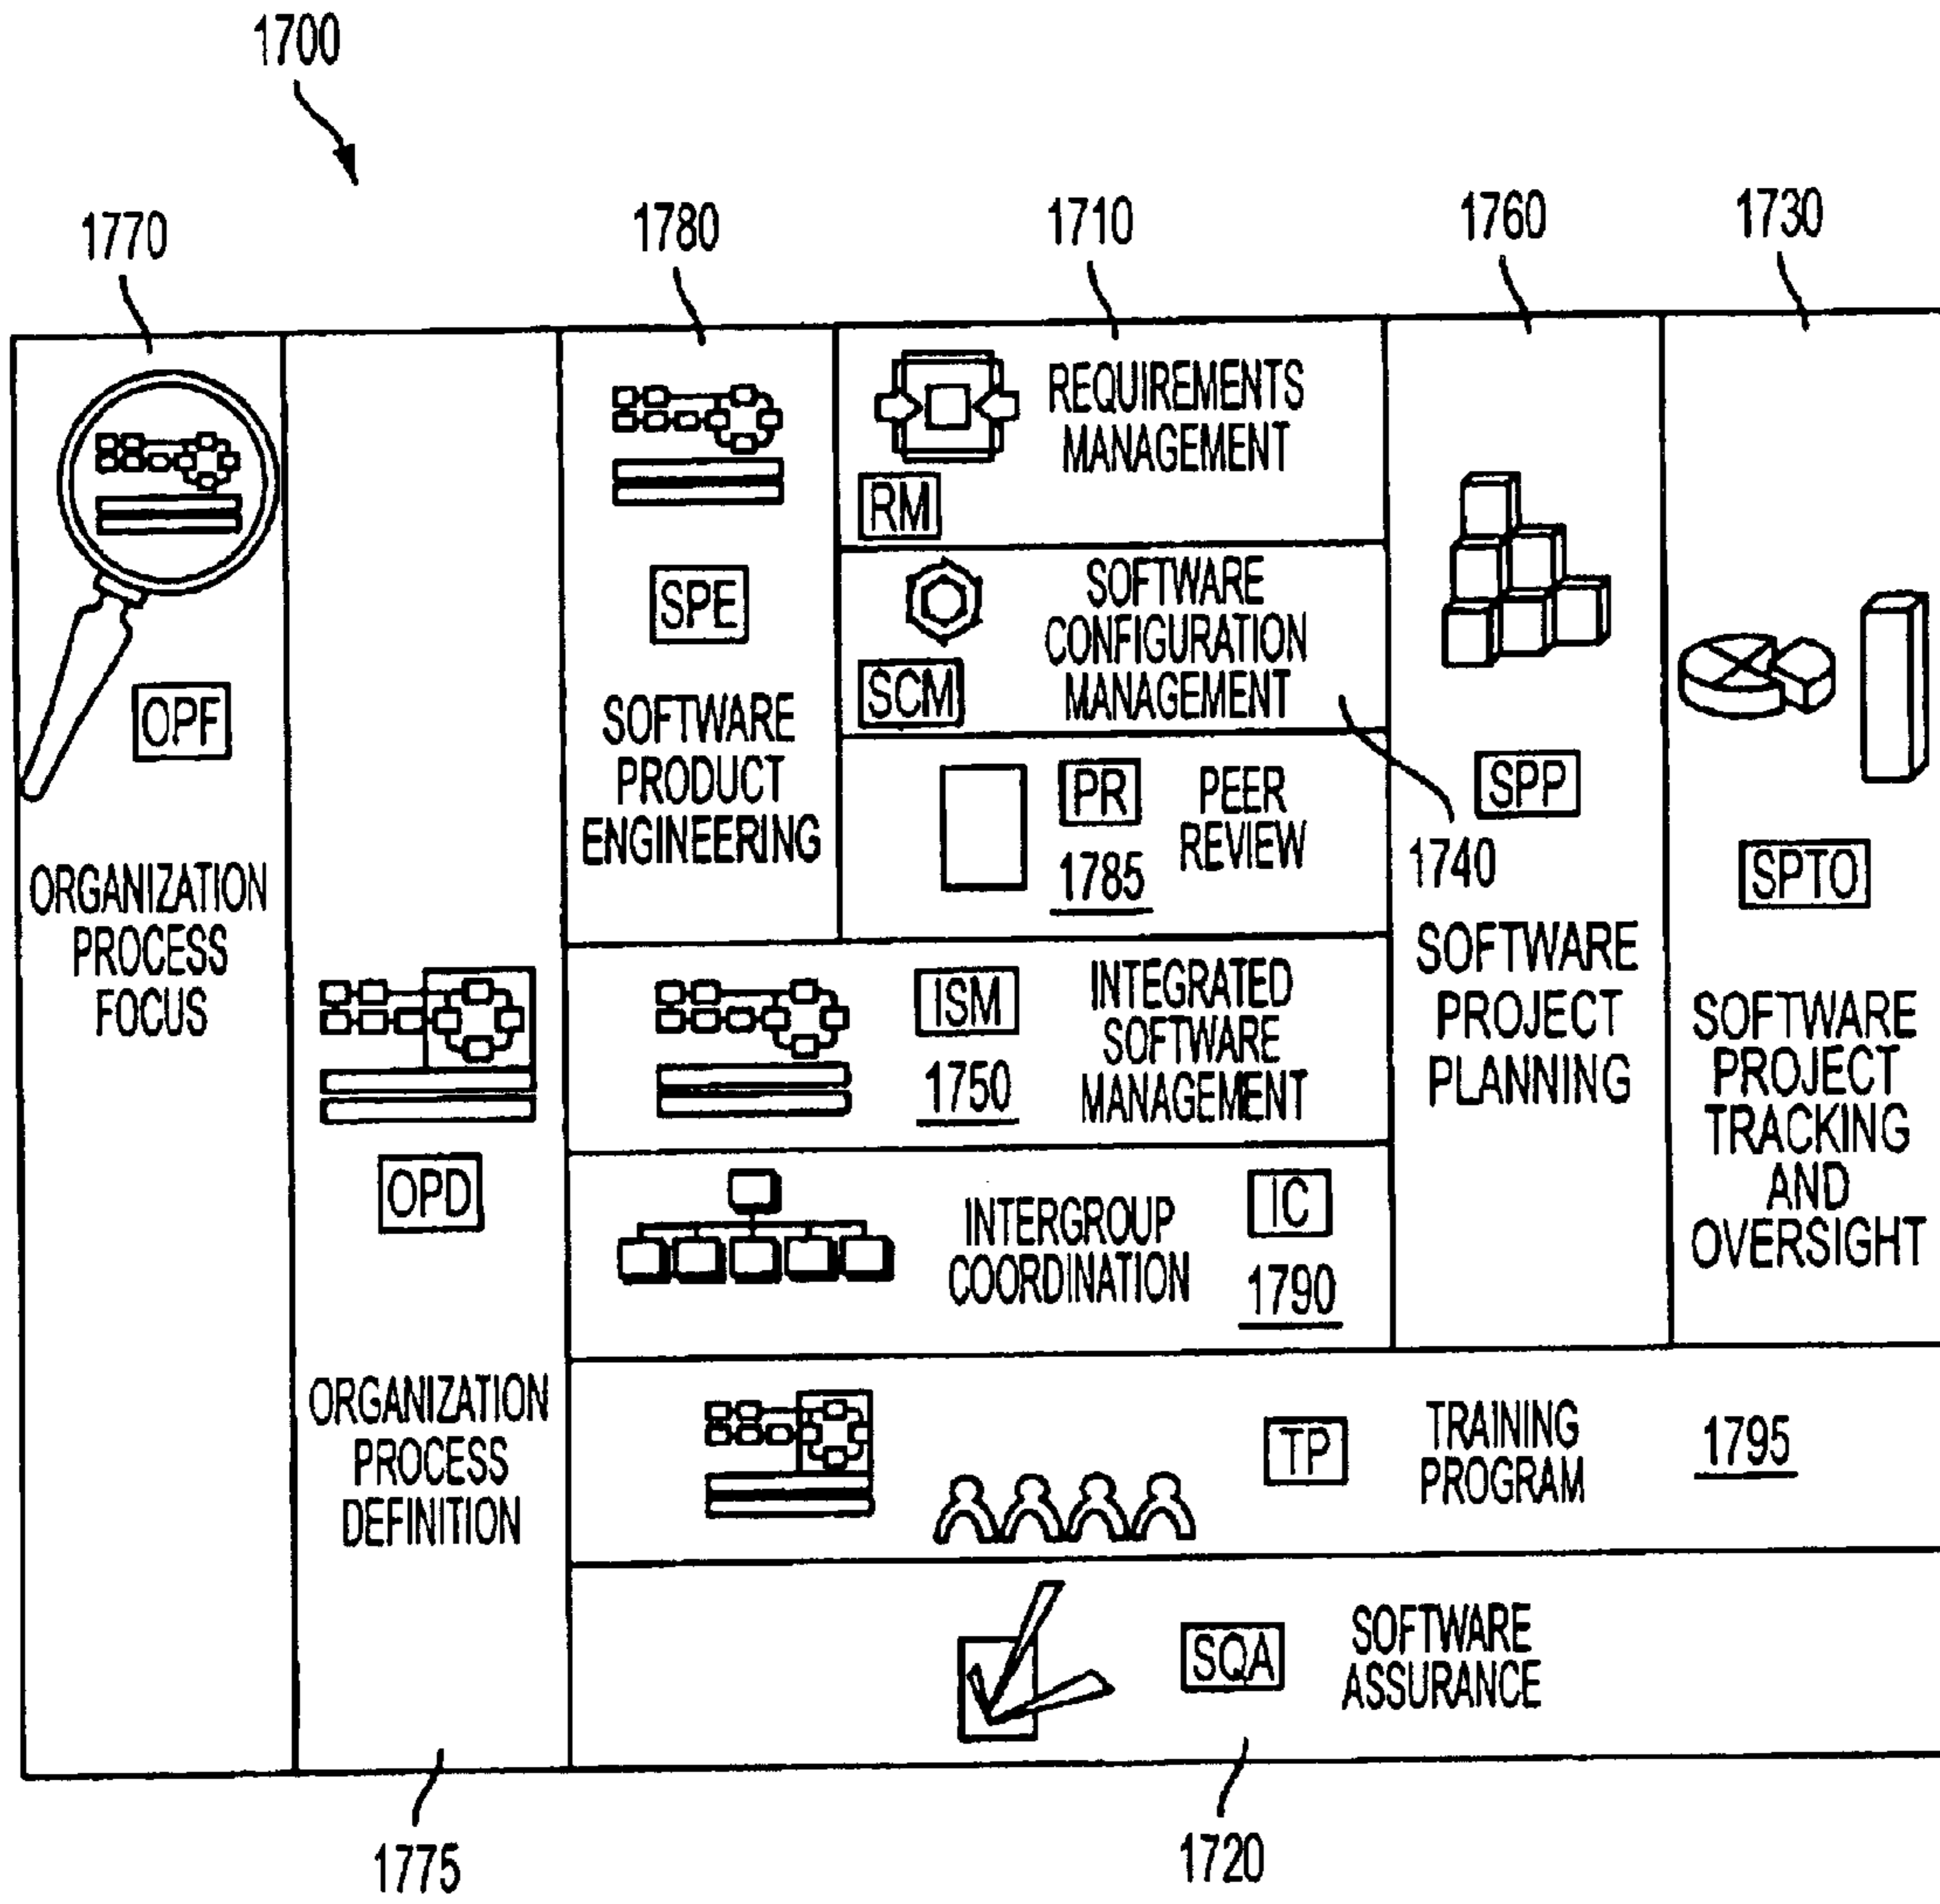 1700
1770
1780
1710
1760
1730
OPF
ORGANIZATION
PROCESS
FOCUS
OPD
ORGANIZATION
PROCESS
DEFINITION
1775
SPE
SOFTWARE
PRODUCT
ENGINEERING
REQUIREMENTS
MANAGEMENT
RM
SOFTWARE
CONFIGURATION
MANAGEMENT
SCM
1740
PR
PEER
REVIEW
1785
ISM
INTEGRATED
SOFTWARE
MANAGEMENT
1750
INTERGROUP
COORDINATION
IC
1790
SPP
SOFTWARE
PROJECT
PLANNING
SPTO
SOFTWARE
PROJECT
TRACKING
AND
OVERSIGHT
TP
TRAINING
PROGRAM
1795
SQA
SOFTWARE
ASSURANCE
1720